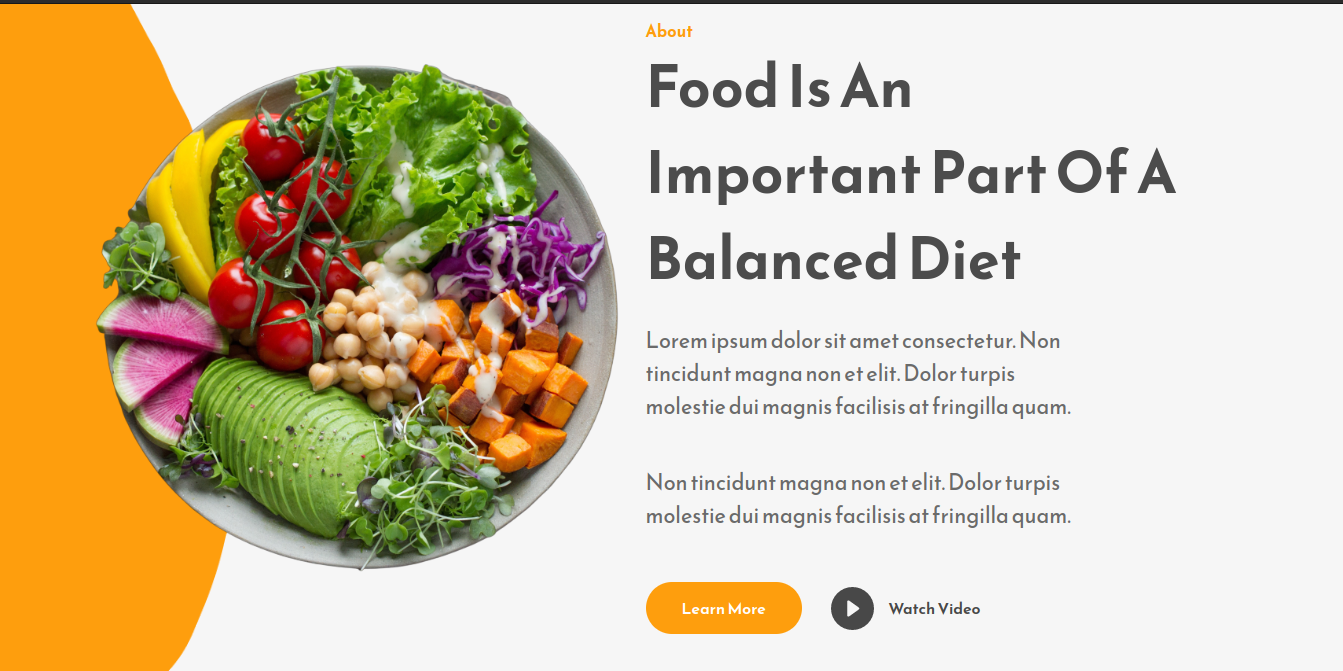 About
Food Is An
Important Part Of A
Balanced Diet
Lorem ipsum dolor sit amet consectetur. Non
tincidunt magna non et elit. Dolor turpis
molestie dui magnis facilisis at fringilla quam.
Non tincidunt magna non et elit. Dolor turpis
molestie dui magnis facilisis at fringilla quam.
Learn More
Watch Video